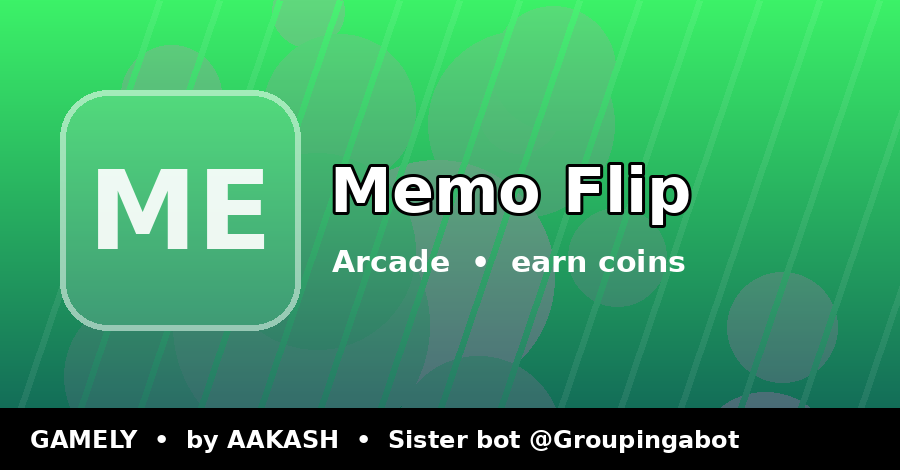 ME
Memo Flip
Arcade • earn coins
GAMELY • by AAKASH • Sister bot @Groupingabot